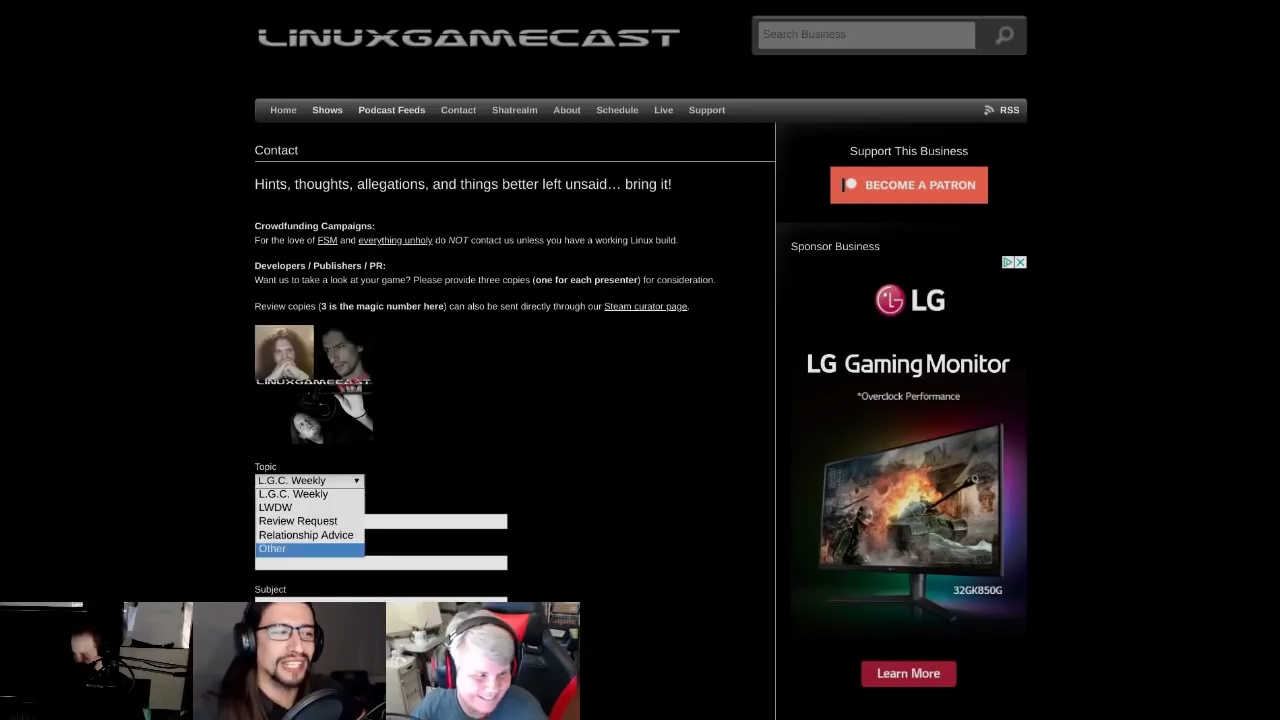 LINUXGAMECAST
Search Business
Home Shows Podcast Feeds Contact Shatrealm About Schedule Live Support RSS
Contact
Hints, thoughts, allegations, and things better left unsaid… bring it!
Crowdfunding Campaigns:
For the love of FSM and everything unholy do NOT contact us unless you have a working Linux build.
Developers / Publishers / PR:
Want us to take a look at your game? Please provide three copies (one for each presenter) for consideration.
Review copies (3 is the magic number here) can also be sent directly through our Steam curator page.
LINUXGAMECAST
Topic
L.G.C. Weekly
L.G.C. Weekly
LWDW
Review Request
Relationship Advice
Other
Subject
Support This Business
BECOME A PATRON
Sponsor Business
LG
LG Gaming Monitor
*Overclock Performance
32GK850G
Learn More